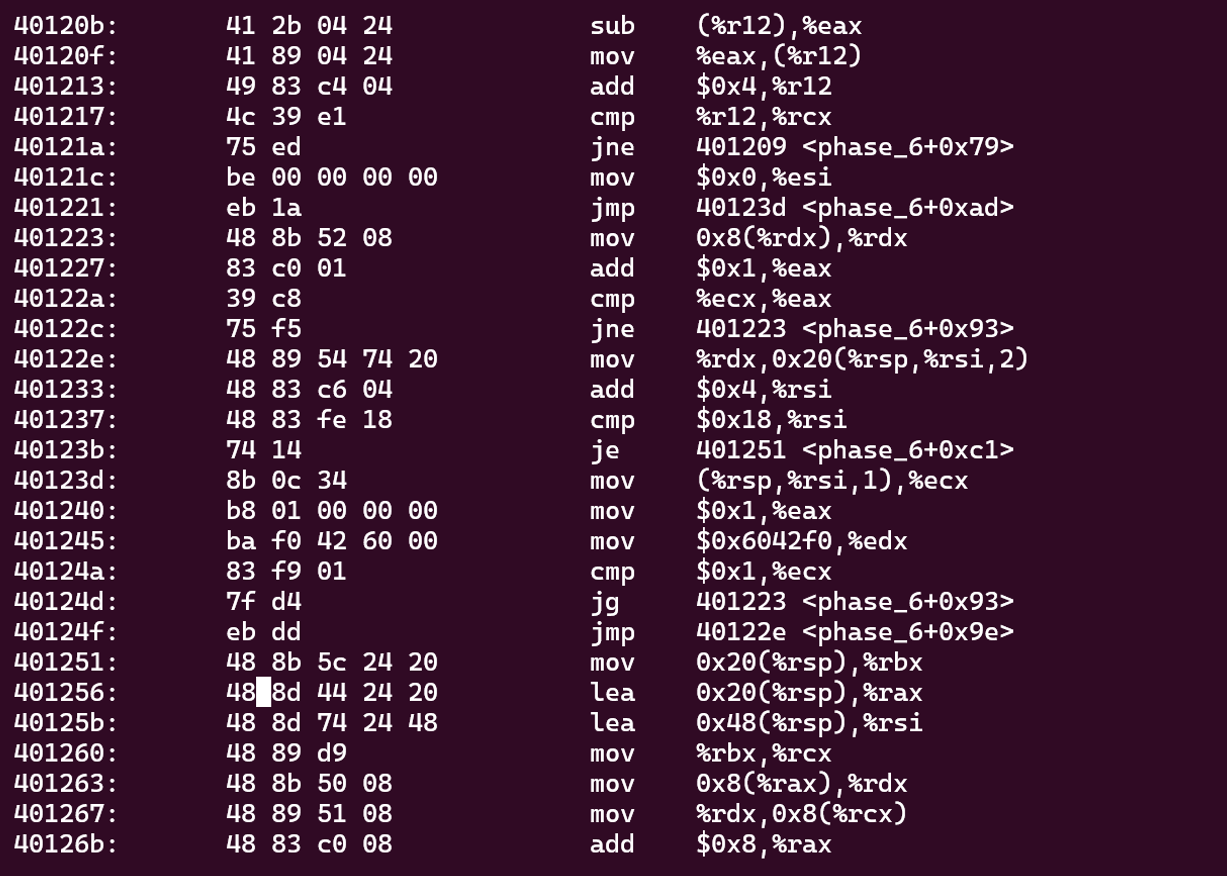 40120b: 41 2b 04 24 sub (%r12),%eax
40120f: 41 89 04 24 mov %eax,(%r12)
401213: 49 83 c4 04 add $0x4,%r12
401217: 4c 39 e1 cmp %r12,%rcx
40121a: 75 ed jne 401209 <phase_6+0x79>
40121c: be 00 00 00 00 mov $0x0,%esi
401221: eb 1a jmp 40123d <phase_6+0xad>
401223: 48 8b 52 08 mov 0x8(%rdx),%rdx
401227: 83 c0 01 add $0x1,%eax
40122a: 39 c8 cmp %ecx,%eax
40122c: 75 f5 jne 401223 <phase_6+0x93>
40122e: 48 89 54 74 20 mov %rdx,0x20(%rsp,%rsi,2)
401233: 48 83 c6 04 add $0x4,%rsi
401237: 48 83 fe 18 cmp $0x18,%rsi
40123b: 74 14 je 401251 <phase_6+0xc1>
40123d: 8b 0c 34 mov (%rsp,%rsi,1),%ecx
401240: b8 01 00 00 00 mov $0x1,%eax
401245: ba f0 42 60 00 mov $0x6042f0,%edx
40124a: 83 f9 01 cmp $0x1,%ecx
40124d: 7f d4 jg 401223 <phase_6+0x93>
40124f: eb dd jmp 40122e <phase_6+0x9e>
401251: 48 8b 5c 24 20 mov 0x20(%rsp),%rbx
401256: 48 8d 44 24 20 lea 0x20(%rsp),%rax
40125b: 48 8d 74 24 48 lea 0x48(%rsp),%rsi
401260: 48 89 d9 mov %rbx,%rcx
401263: 48 8b 50 08 mov 0x8(%rax),%rdx
401267: 48 89 51 08 mov %rdx,0x8(%rcx)
40126b: 48 83 c0 08 add $0x8,%rax